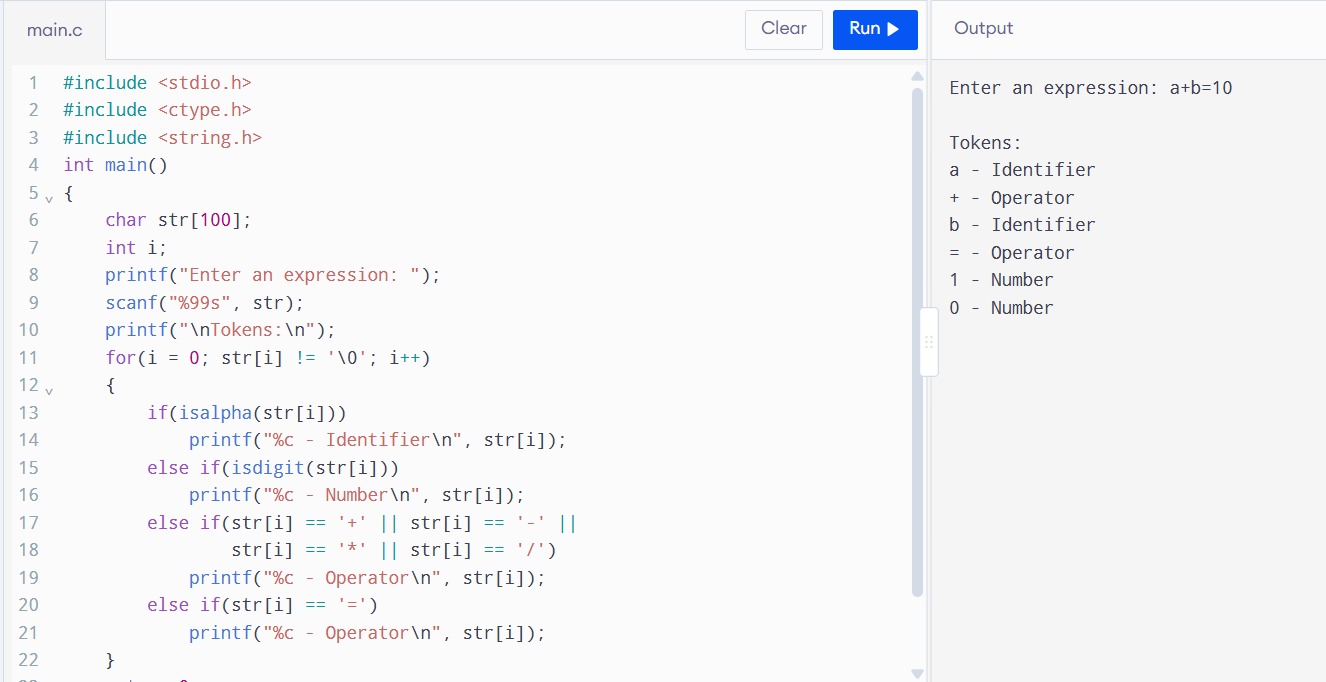 main.c
Clear
Run
Output
1 #include <stdio.h>
2 #include <ctype.h>
3 #include <string.h>
4 int main()
5 {
6     char str[100];
7     int i;
8     printf("Enter an expression: ");
9     scanf("%99s", str);
10     printf("\nTokens:\n");
11     for(i = 0; str[i] != '\0'; i++)
12     {
13         if(isalpha(str[i]))
14             printf("%c - Identifier\n", str[i]);
15         else if(isdigit(str[i]))
16             printf("%c - Number\n", str[i]);
17         else if(str[i] == '+' || str[i] == '-' ||
18                 str[i] == '*' || str[i] == '/')
19             printf("%c - Operator\n", str[i]);
20         else if(str[i] == '=')
21             printf("%c - Operator\n", str[i]);
22     }
Enter an expression: a+b=10
Tokens:
a - Identifier
+ - Operator
b - Identifier
= - Operator
1 - Number
0 - Number